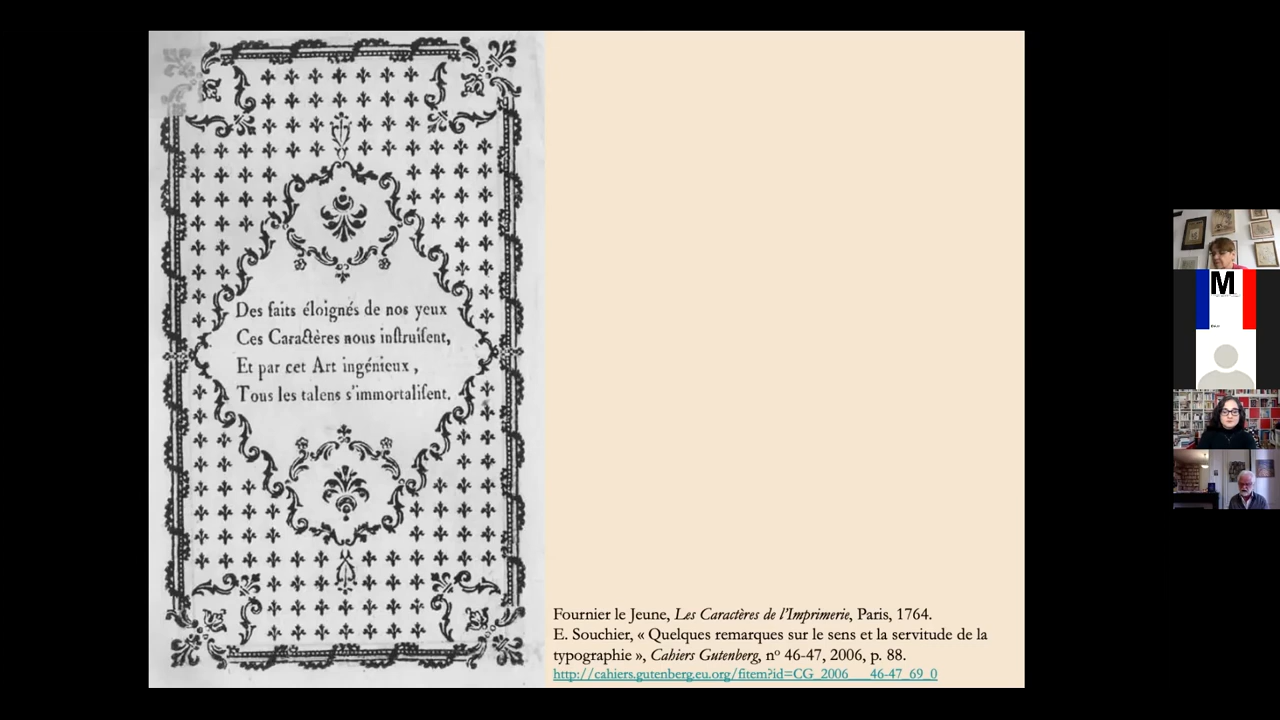 Des faits éloignés de nos yeux
Ces Caractères nous inſtruiſent,
Et par cet Art ingénieux,
Tous les talens s'immortaliſent.
Fournier le Jeune, Les Caractères de l'Imprimerie, Paris, 1764.
E. Souchier, « Quelques remarques sur le sens et la servitude de la
typographie », Cahiers Gutenberg, nº 46-47, 2006, p. 88.
http://cahiers.gutenberg.eu.org/fitem?id=CG_2006___46-47_69_0
M